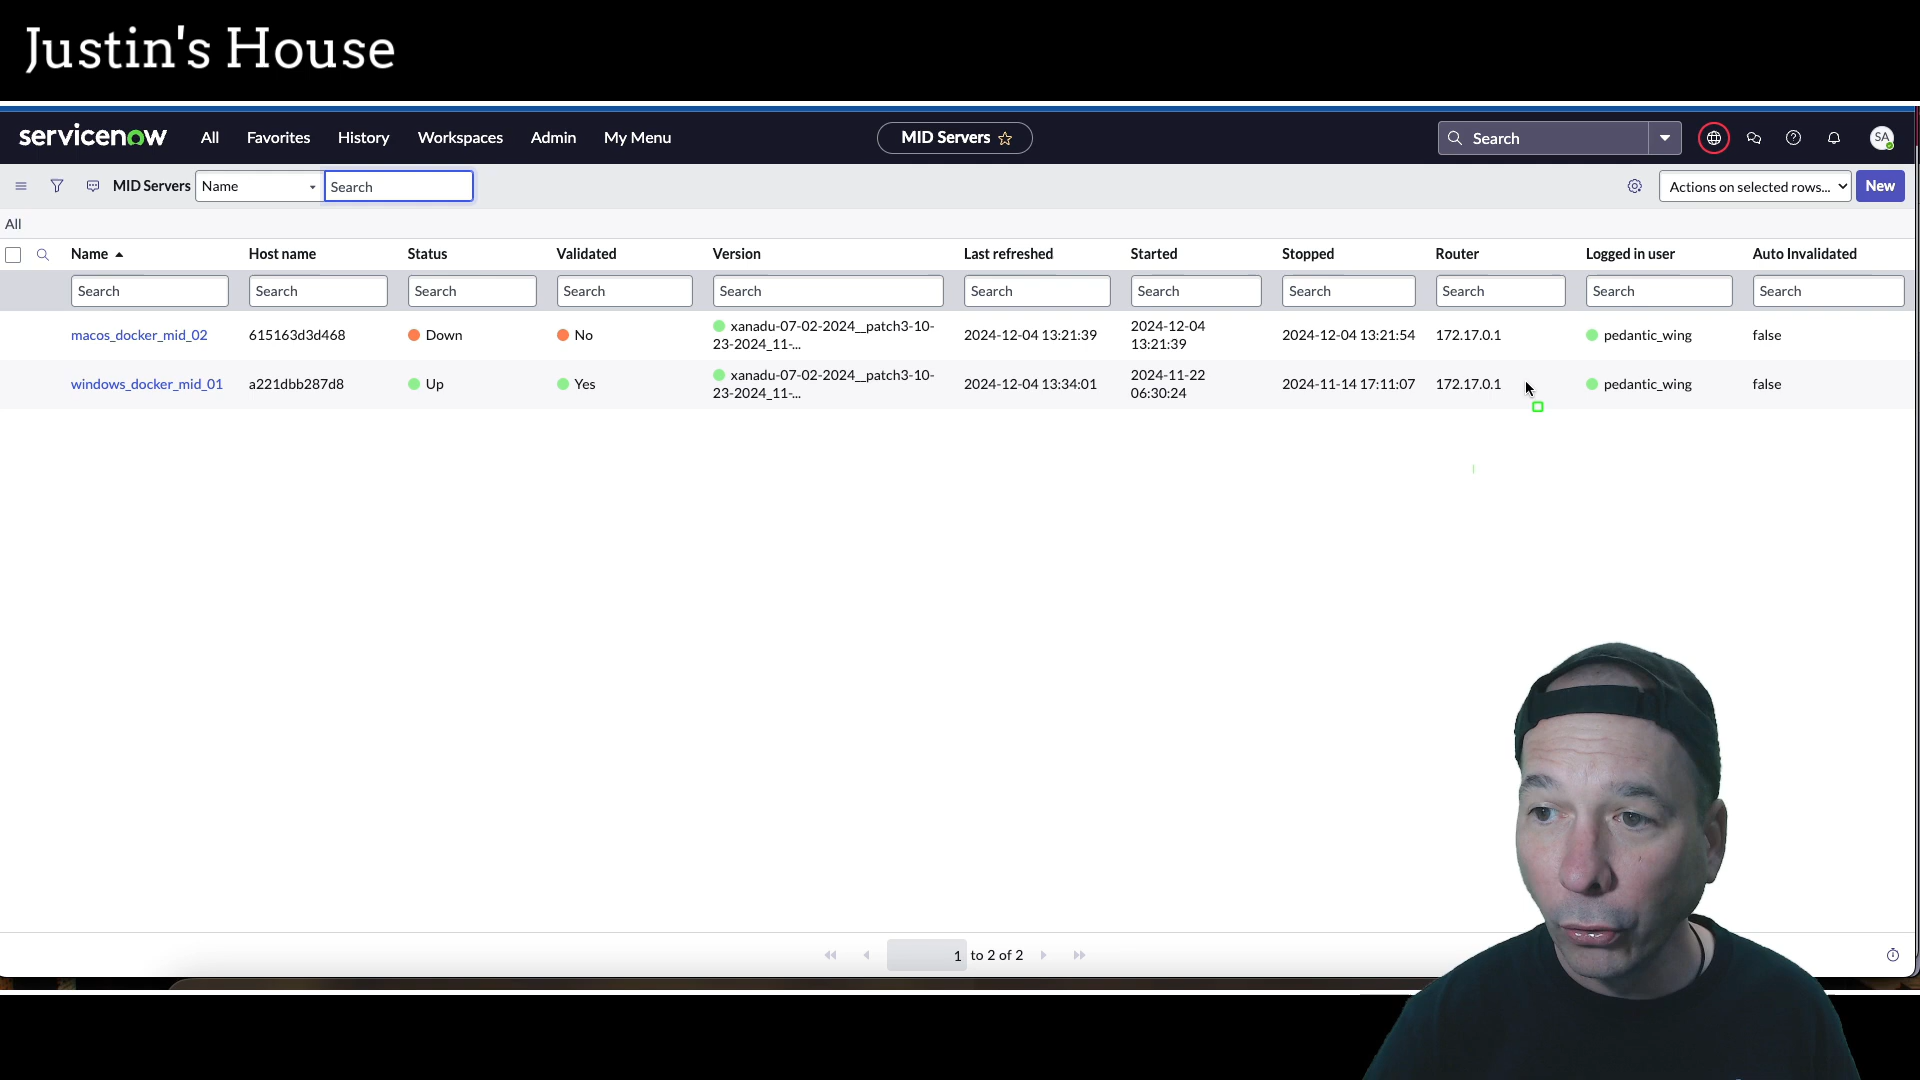 Justin's House
servicenow All Favorites History Workspaces Admin My Menu MID Servers Search SA
MID Servers Name Search Actions on selected rows... New
All
Name Host name Status Validated Version Last refreshed Started Stopped Router Logged in user Auto Invalidated
Search Search Search Search Search Search Search Search Search Search Search
macos_docker_mid_02 615163d3d468 Down No xanadu-07-02-2024__patch3-10-23-2024_11-... 2024-12-04 13:21:39 2024-12-04 13:21:39 2024-12-04 13:21:54 172.17.0.1 pedantic_wing false
windows_docker_mid_01 a221dbb287d8 Up Yes xanadu-07-02-2024__patch3-10-23-2024_11-... 2024-12-04 13:34:01 2024-11-22 06:30:24 2024-11-14 17:11:07 172.17.0.1 pedantic_wing false
1 to 2 of 2